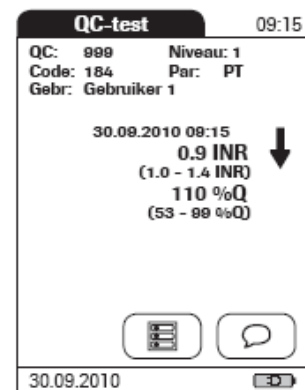 QC-test 09:15
QC: 999 Niveau: 1
Code: 184 Par: PT
Gebr: Gebruiker 1
30.09.2010 09:15
0.9 INR
(1.0 - 1.4 INR)
110 %Q
(53 - 99 %Q)
30.09.2010